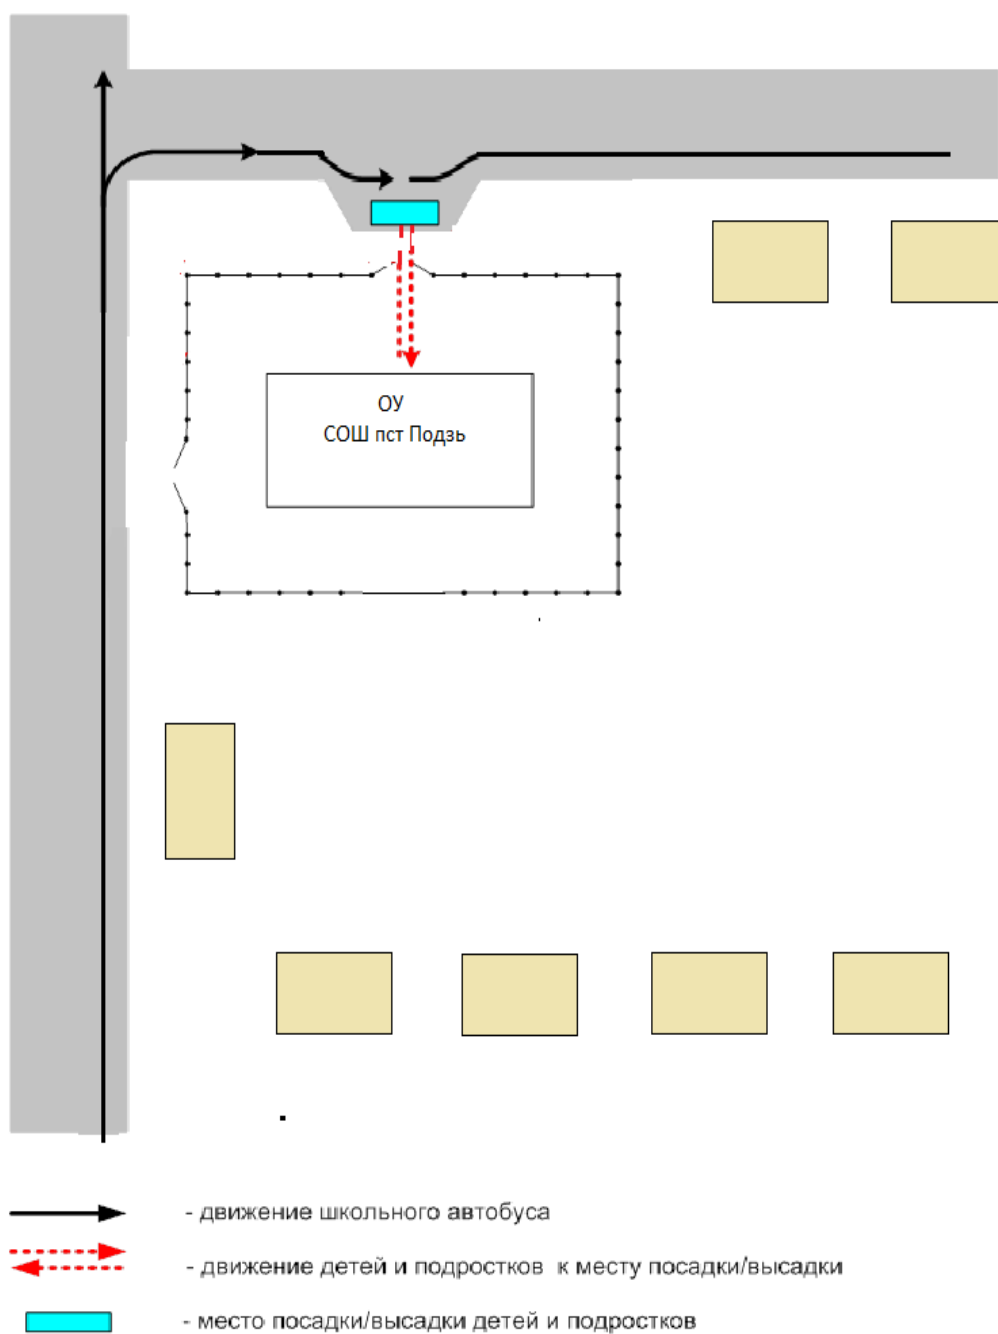 ОУ
СОШ пст Подзь
- движение школьного автобуса
- движение детей и подростков к месту посадки/высадки
- место посадки/высадки детей и подростков